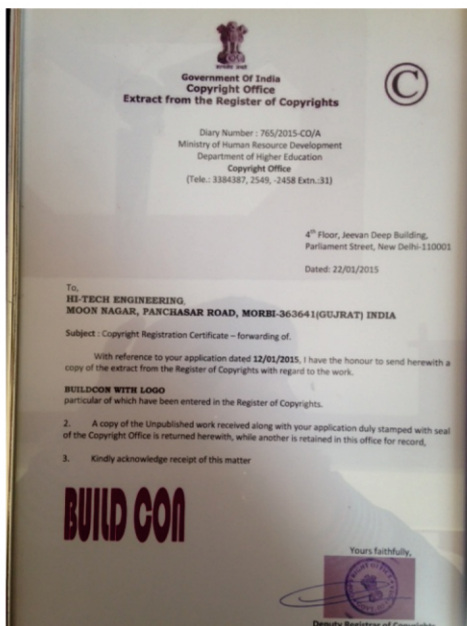 Government Of India
Copyright Office
Extract from the Register of Copyrights
©
Diary Number : 765/2015-CO/A
Ministry of Human Resource Development
Department of Higher Education
Copyright Office
(Tele.: 3384387, 2549, -2458 Extn.:31)
4th Floor, Jeevan Deep Building,
Parliament Street, New Delhi-110001
Dated: 22/01/2015
To,
HI-TECH ENGINEERING,
MOON NAGAR, PANCHASAR ROAD, MORBI-363641(GUJRAT) INDIA
Subject : Copyright Registration Certificate – forwarding of.
With reference to your application dated 12/01/2015, I have the honour to send herewith a
copy of the extract from the Register of Copyrights with regard to the work.
BUILDCON WITH LOGO
particular of which have been entered in the Register of Copyrights.
2. A copy of the Unpublished work received along with your application duly stamped with seal
of the Copyright Office is returned herewith, while another is retained in this office for record,
3. Kindly acknowledge receipt of this matter
BUILD CON
Yours faithfully,
Deputy Registrar of Copyrights